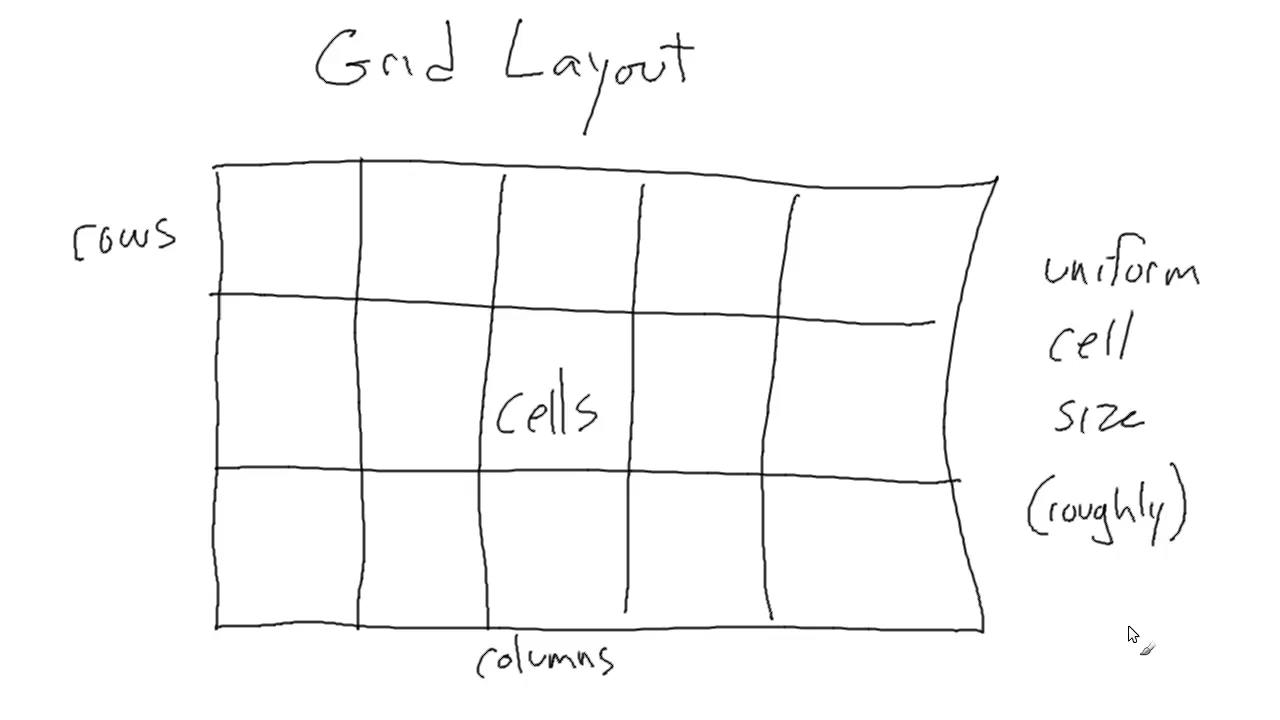 Grid Layout
rows
cells
columns
uniform
cell
size
(roughly)